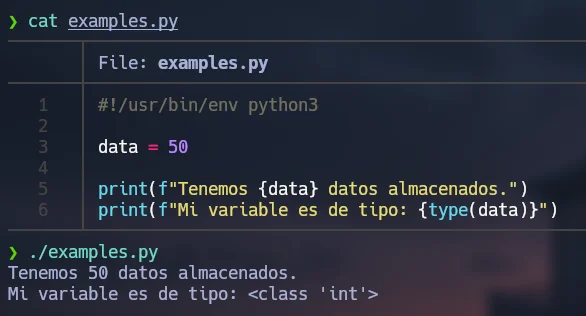 ❯ cat examples.py
File: examples.py
1 #!/usr/bin/env python3
2
3 data = 50
4
5 print(f"Tenemos {data} datos almacenados.")
6 print(f"Mi variable es de tipo: {type(data)}")
❯ ./examples.py
Tenemos 50 datos almacenados.
Mi variable es de tipo: <class 'int'>